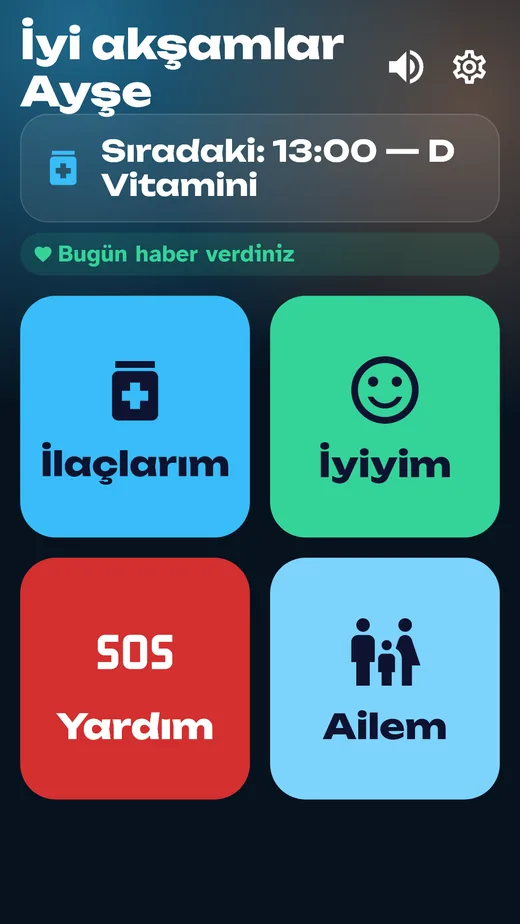 İyi akşamlar
Ayşe
Sıradaki: 13:00 — D
Vitamini
Bugün haber verdiniz
İlaçlarım
İyiyim
SOS
Yardım
Ailem